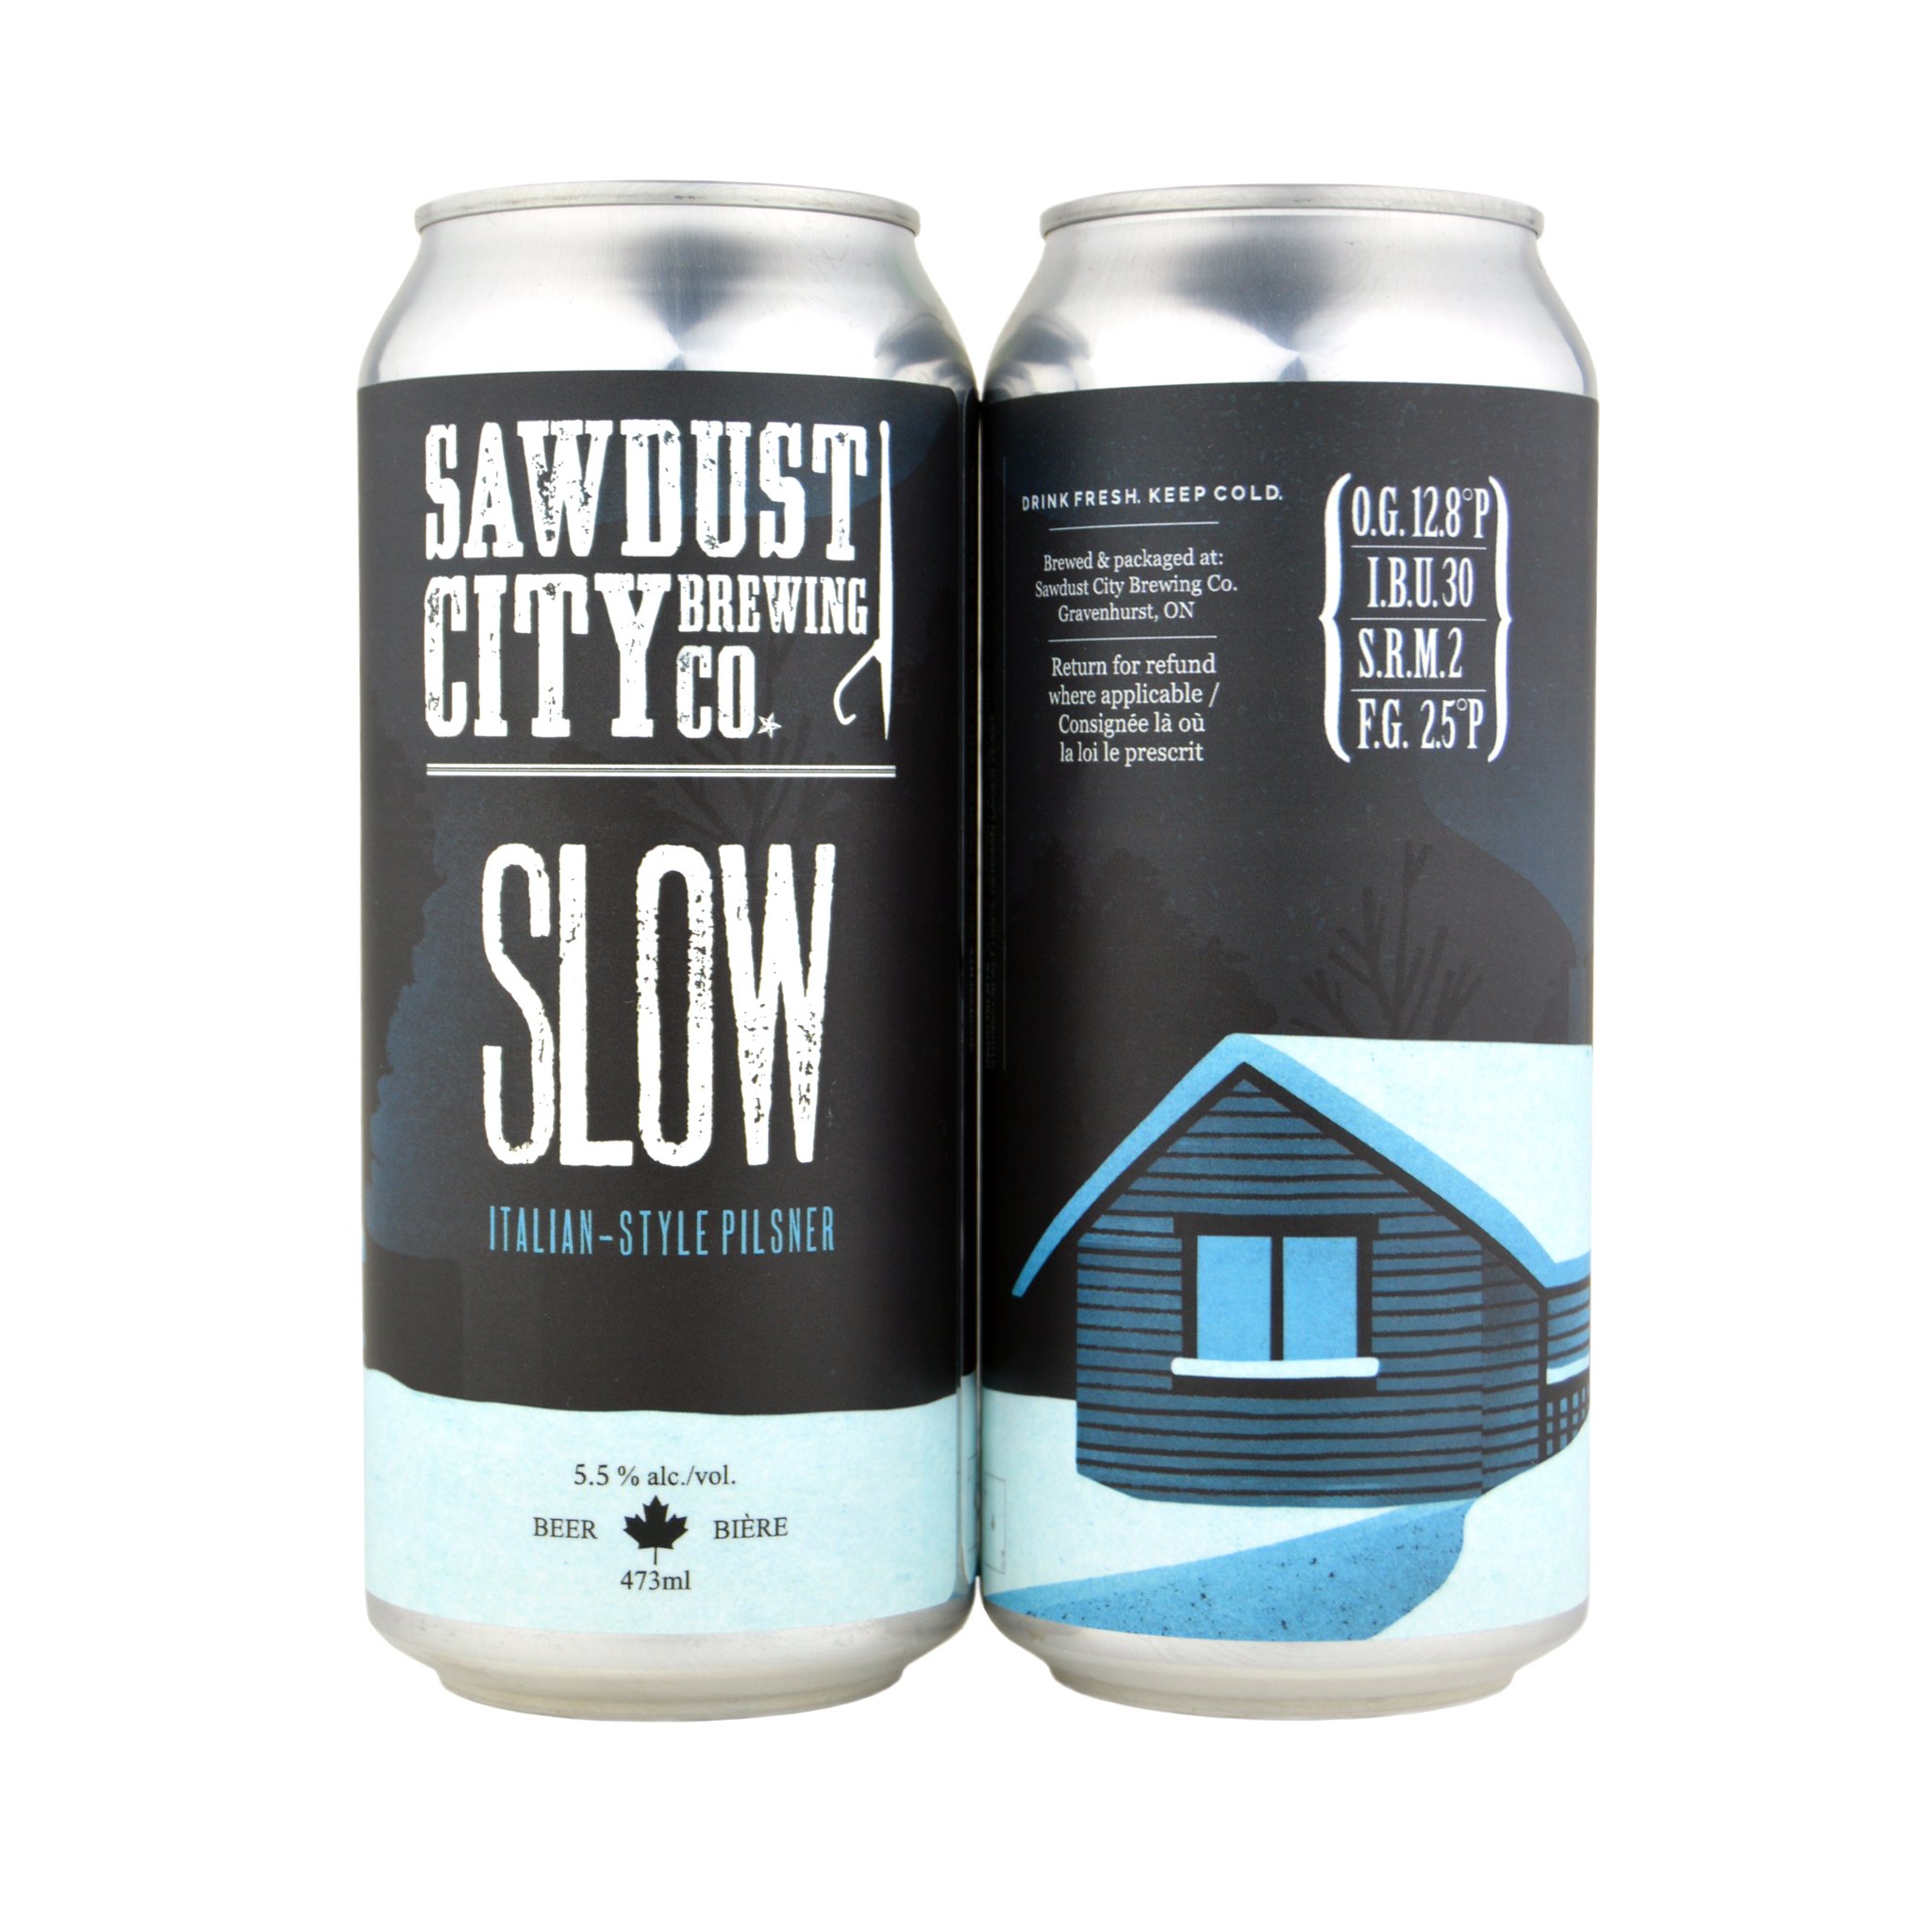 SAWDUST
CITY BREWING
CO.
SLOW
ITALIAN-STYLE PILSNER
5.5 % alc./vol.
BEER BIÈRE
473ml
DRINK FRESH. KEEP COLD.
Brewed & packaged at:
Sawdust City Brewing Co.
Gravenhurst, ON
Return for refund
where applicable /
Consignée là où
la loi le prescrit
O.G. 12.8°P
I.B.U. 30
S.R.M. 2
F.G. 2.5°P